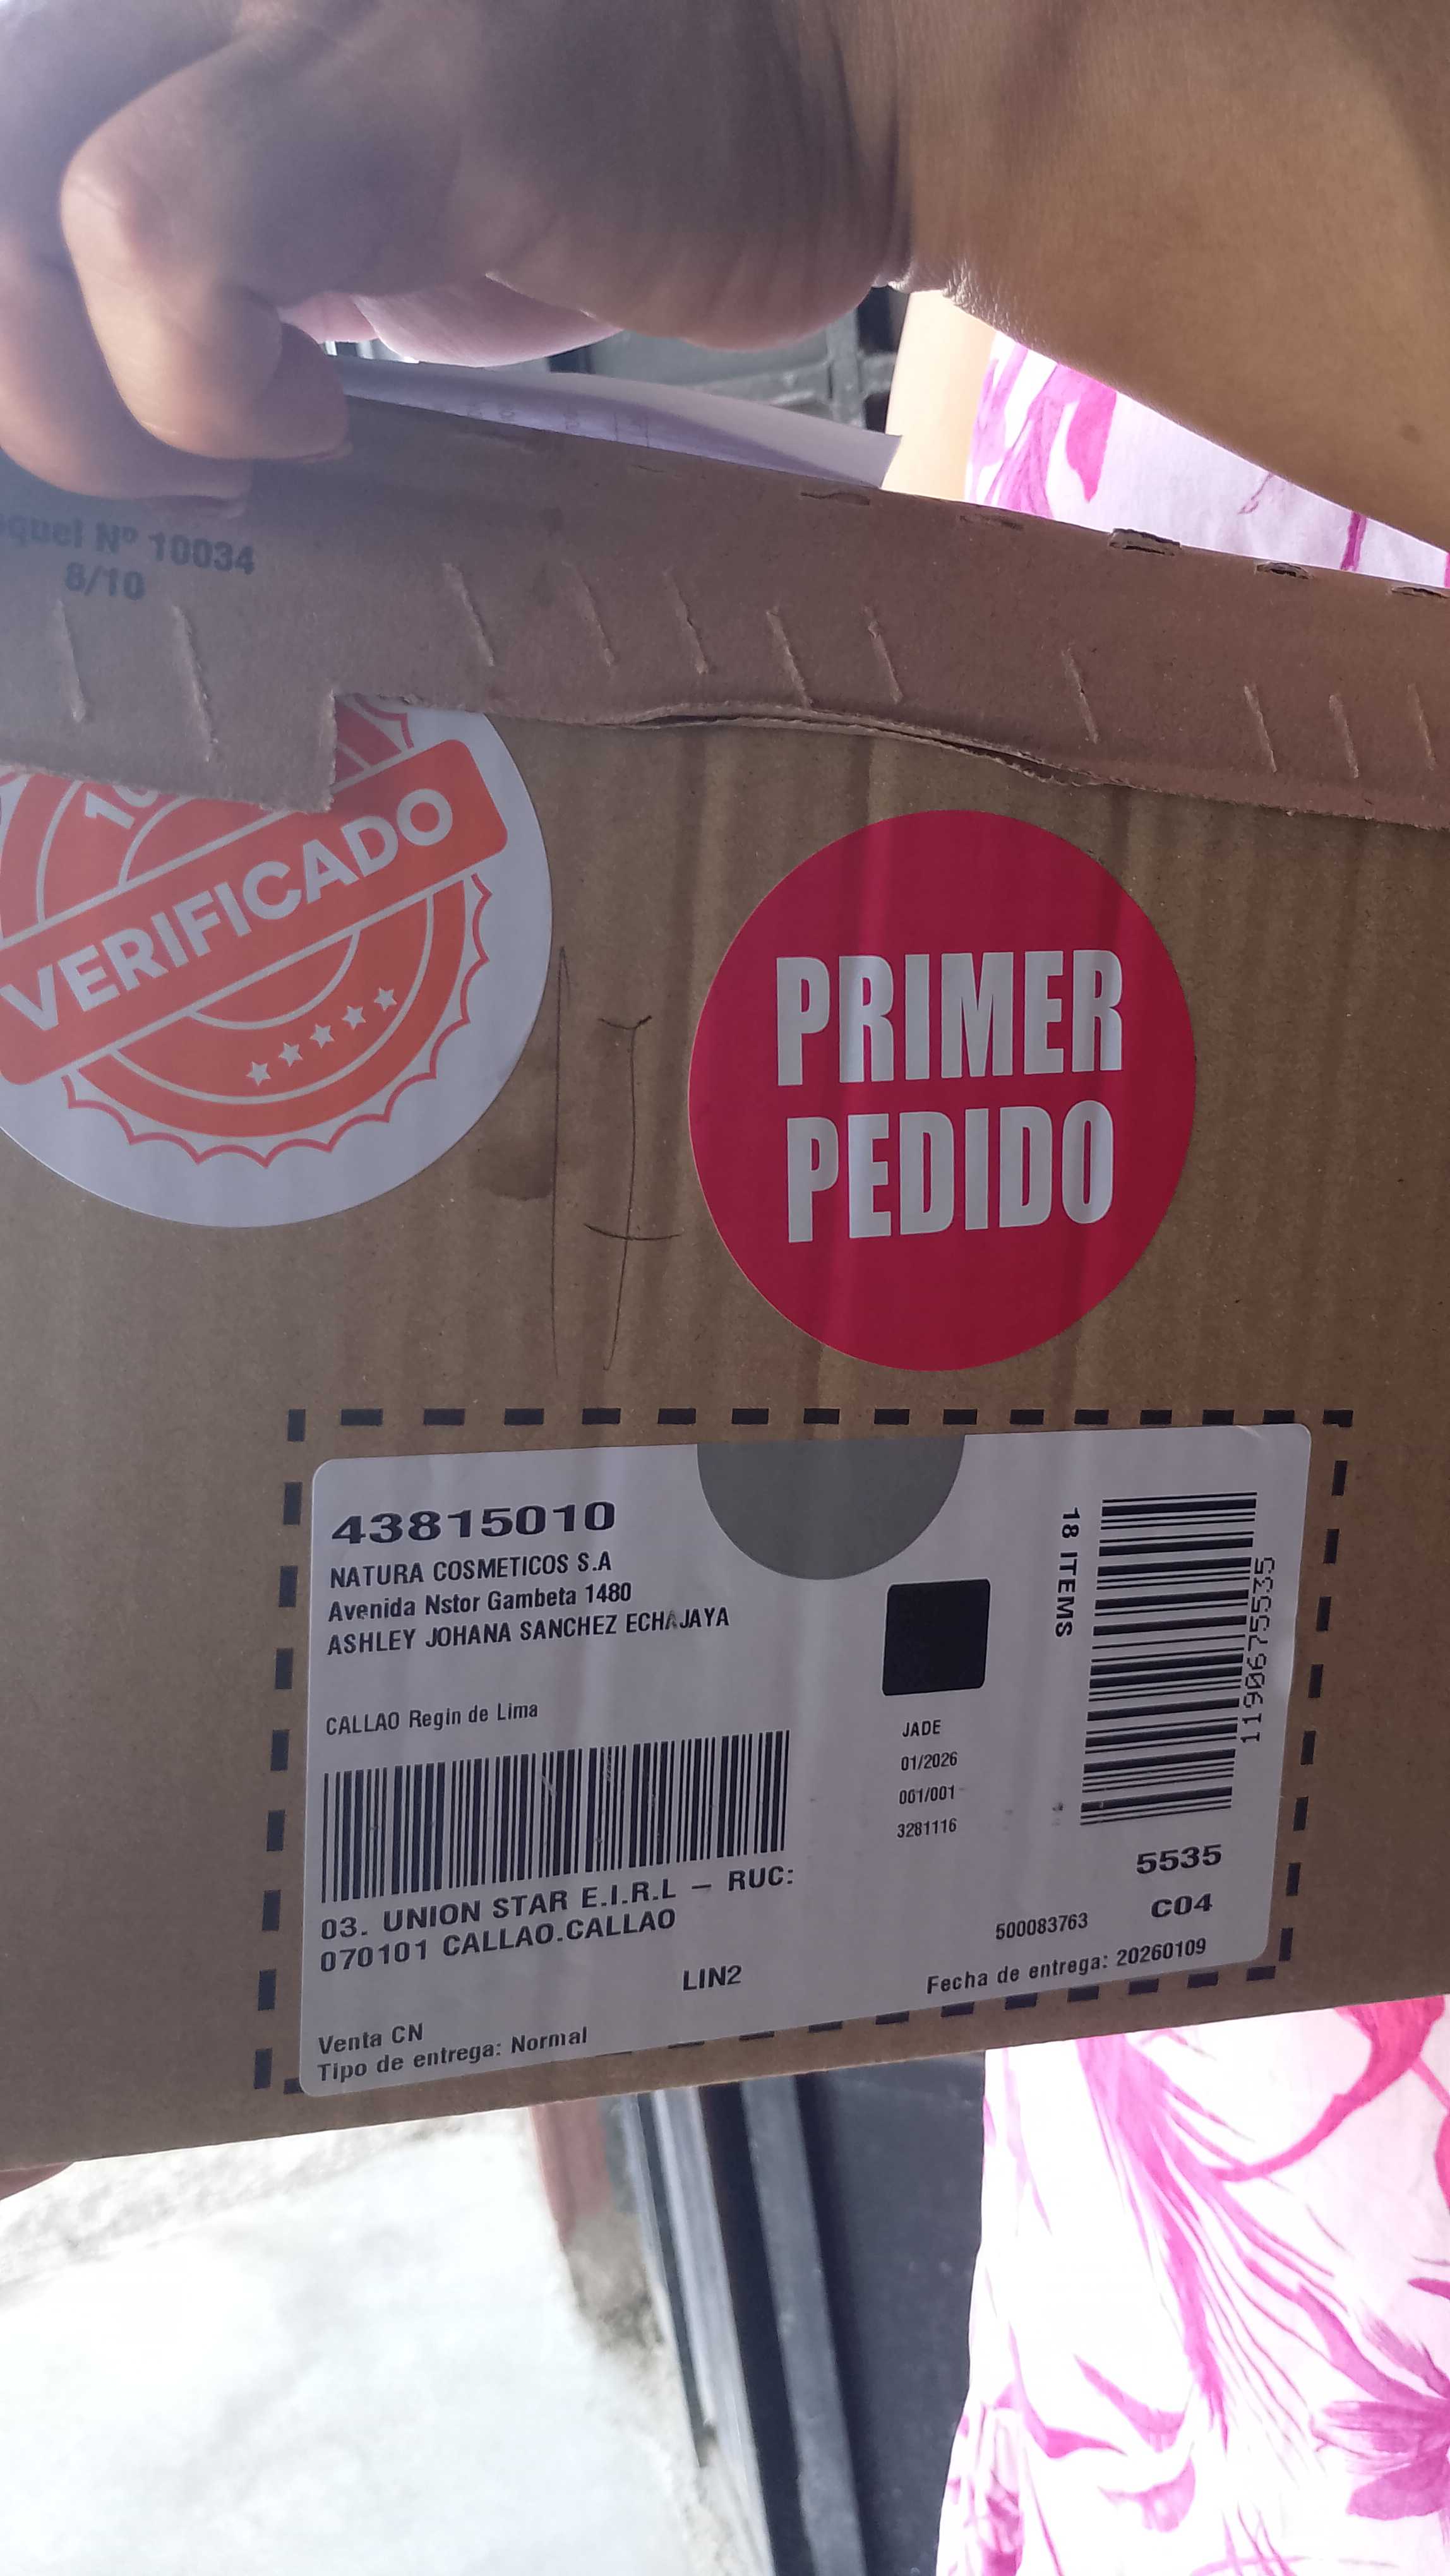 Nº 10034
8/10
VERIFICADO
PRIMER
PEDIDO
43815010
NATURA COSMETICOS S.A
Avenida Nstor Gambeta 1480
ASHLEY JOHANA SANCHEZ ECHAJAYA
CALLAO Regin de Lima
18 ITEMS
1190675535
JADE
01/2026
001/001
3281116
03. UNION STAR E.I.R.L – RUC:
070101 CALLAO.CALLAO
5535
C04
500083763
LIN2
Fecha de entrega: 20260109
Venta CN
Tipo de entrega: Normal